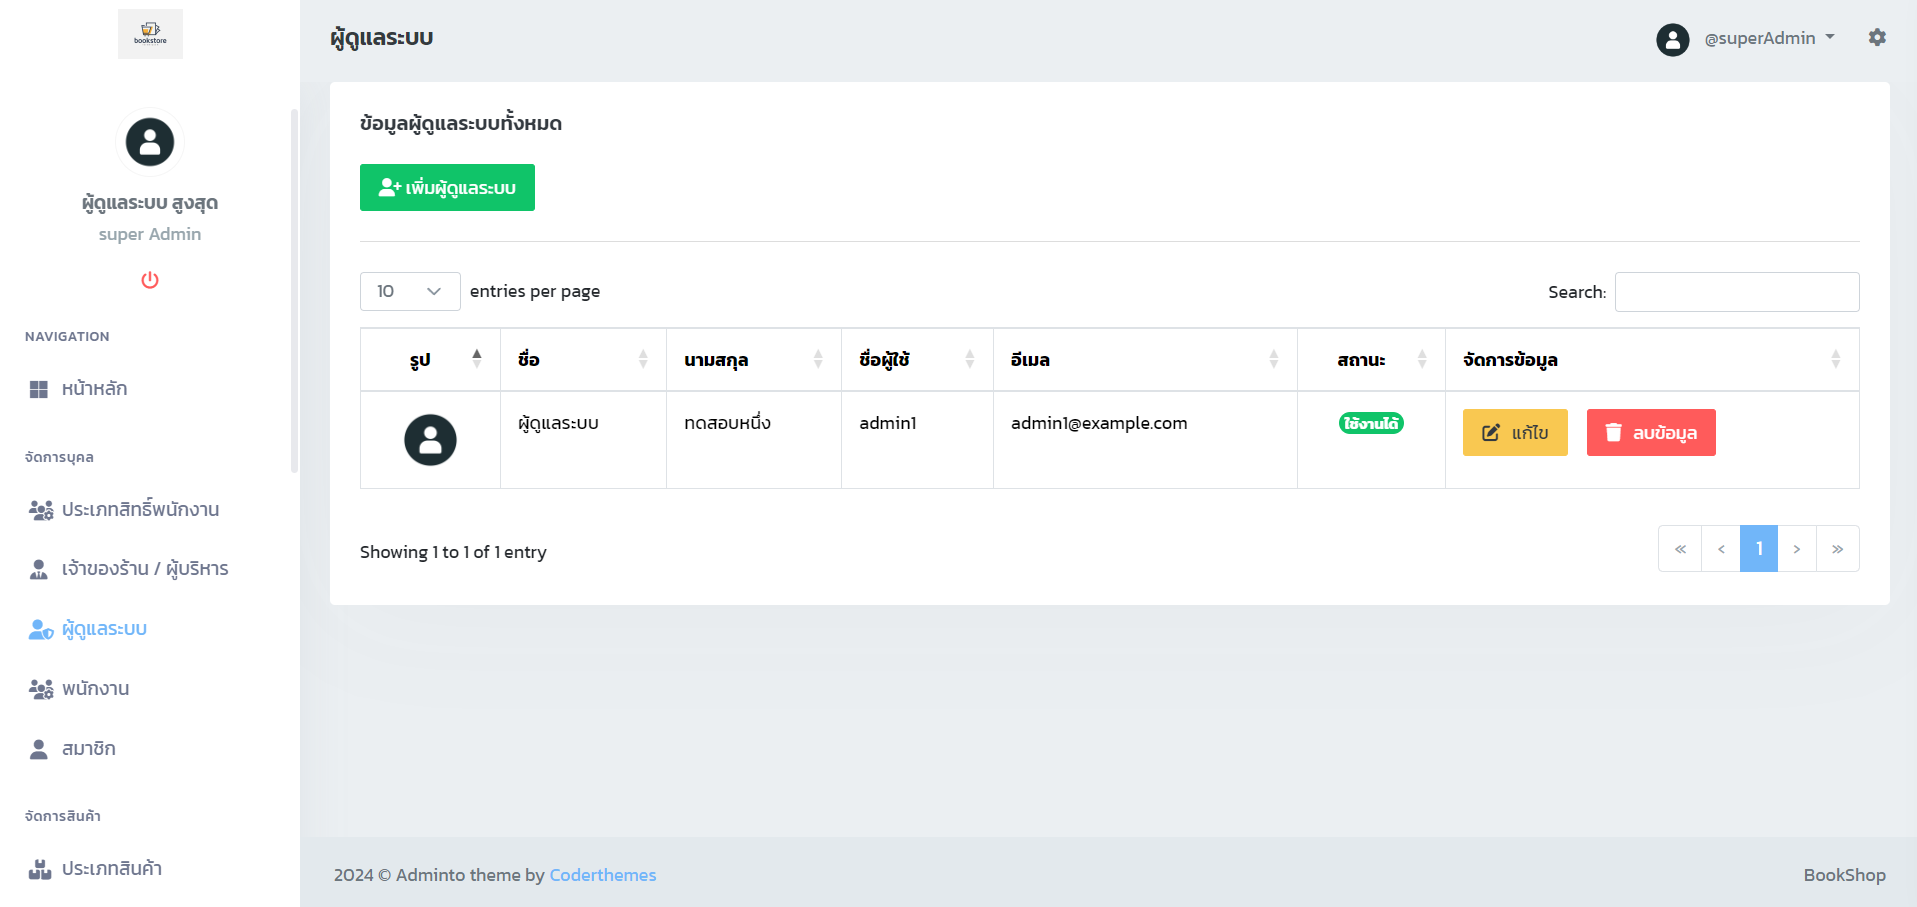 bookstore
ผู้ดูแลระบบ
@superAdmin
ผู้ดูแลระบบ สูงสุด
super Admin
NAVIGATION
หน้าหลัก
จัดการบุคล
ประเภทสิทธิ์พนักงาน
เจ้าของร้าน / ผู้บริหาร
ผู้ดูแลระบบ
พนักงาน
สมาชิก
จัดการสินค้า
ประเภทสินค้า
ข้อมูลผู้ดูแลระบบทั้งหมด
เพิ่มผู้ดูแลระบบ
10 entries per page
Search:
รูป ชื่อ นามสกุล ชื่อผู้ใช้ อีเมล สถานะ จัดการข้อมูล
ผู้ดูแลระบบ ทดสอบหนึ่ง admin1 admin1@example.com ใช้งานได้ แก้ไข ลบข้อมูล
Showing 1 to 1 of 1 entry
« ‹ 1 › »
2024 © Adminto theme by Coderthemes
BookShop